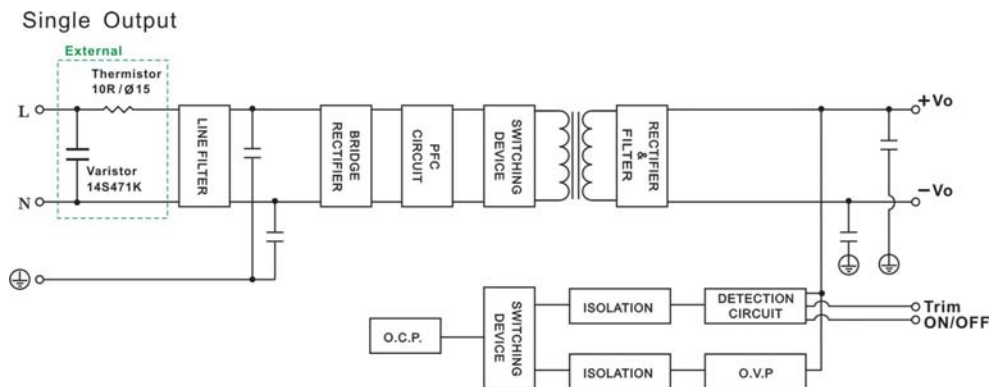 Single Output
External
Thermistor
10R/Ø15
L
Varistor
14S471K
N
LINE FILTER
BRIDGE
RECTIFIER
PFC
CIRCUIT
SWITCHING
DEVICE
RECTIFIER
&
FILTER
+Vo
-Vo
O.C.P.
SWITCHING
DEVICE
ISOLATION
DETECTION
CIRCUIT
Trim
ON/OFF
ISOLATION
O.V.P